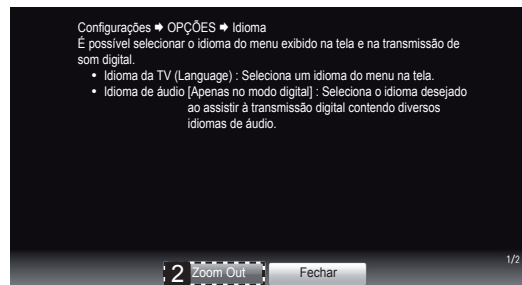 Configurações ➡ OPÇÕES ➡ Idioma
É possível selecionar o idioma do menu exibido na tela e na transmissão de
som digital.
• Idioma da TV (Language) : Seleciona um idioma do menu na tela.
• Idioma de áudio [Apenas no modo digital] : Seleciona o idioma desejado
ao assistir à transmissão digital contendo diversos
idiomas de áudio.
1/2
2 Zoom Out Fechar